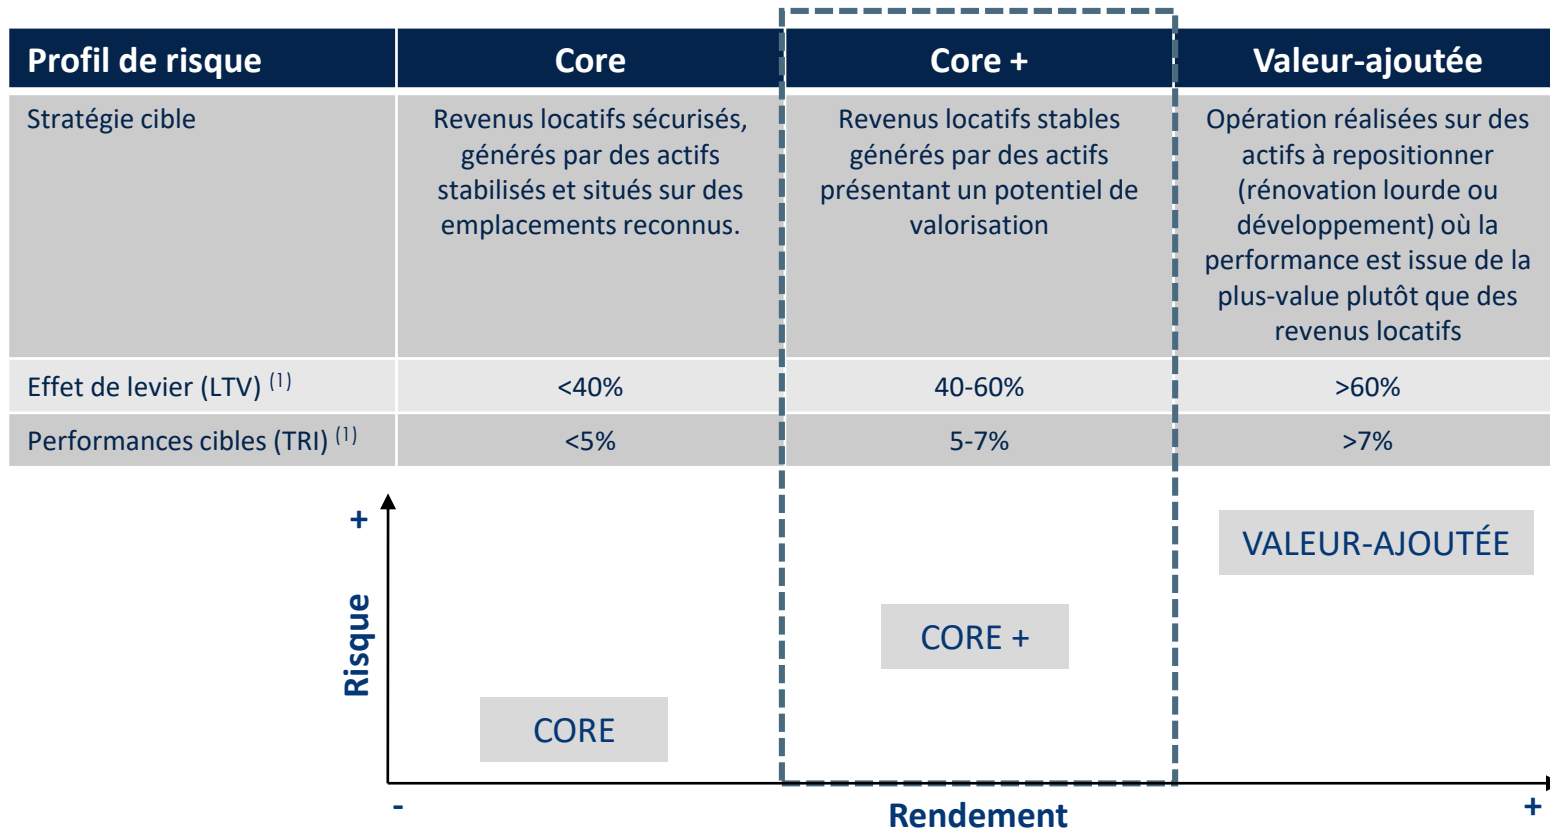 Profil de risque
Core
Core +
Valeur-ajoutée
Stratégie cible
Revenus locatifs sécurisés,
générés par des actifs
stabilisés et situés sur des
emplacements reconnus.
Revenus locatifs stables
générés par des actifs
présentant un potentiel de
valorisation
Opération réalisées sur des
actifs à repositionner
(rénovation lourde ou
développement) où la
performance est issue de la
plus-value plutôt que des
revenus locatifs
Effet de levier (LTV) (1)
<40%
40-60%
>60%
Performances cibles (TRI) (1)
<5%
5-7%
>7%
+
Risque
VALEUR-AJOUTÉE
CORE +
CORE
-
Rendement
+